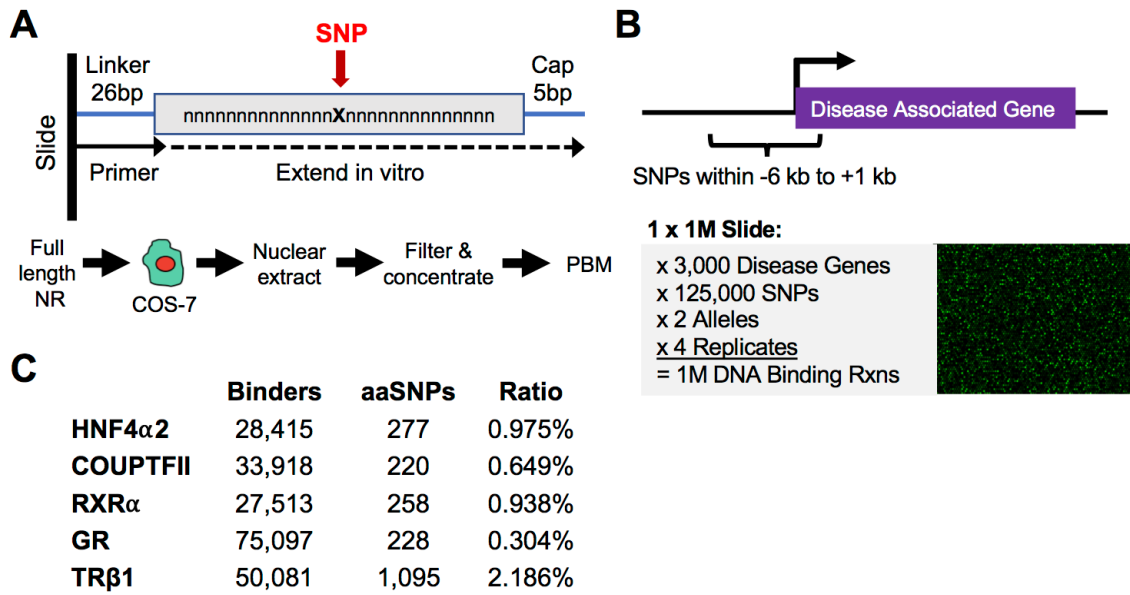 A
SNP
Linker
26bp
Cap
5bp
nnnnnnnnnnnnnnXnnnnnnnnnnnnnn
Slide
Primer
Extend in vitro
Full
length
NR
COS-7
Nuclear
extract
Filter &
concentrate
PBM
B
Disease Associated Gene
SNPs within -6 kb to +1 kb
1 x 1M Slide:
x 3,000 Disease Genes
x 125,000 SNPs
x 2 Alleles
x 4 Replicates
= 1M DNA Binding Rxns
C
Binders aaSNPs Ratio
HNF4α2 28,415 277 0.975%
COUPTFII 33,918 220 0.649%
RXRα 27,513 258 0.938%
GR 75,097 228 0.304%
TRβ1 50,081 1,095 2.186%